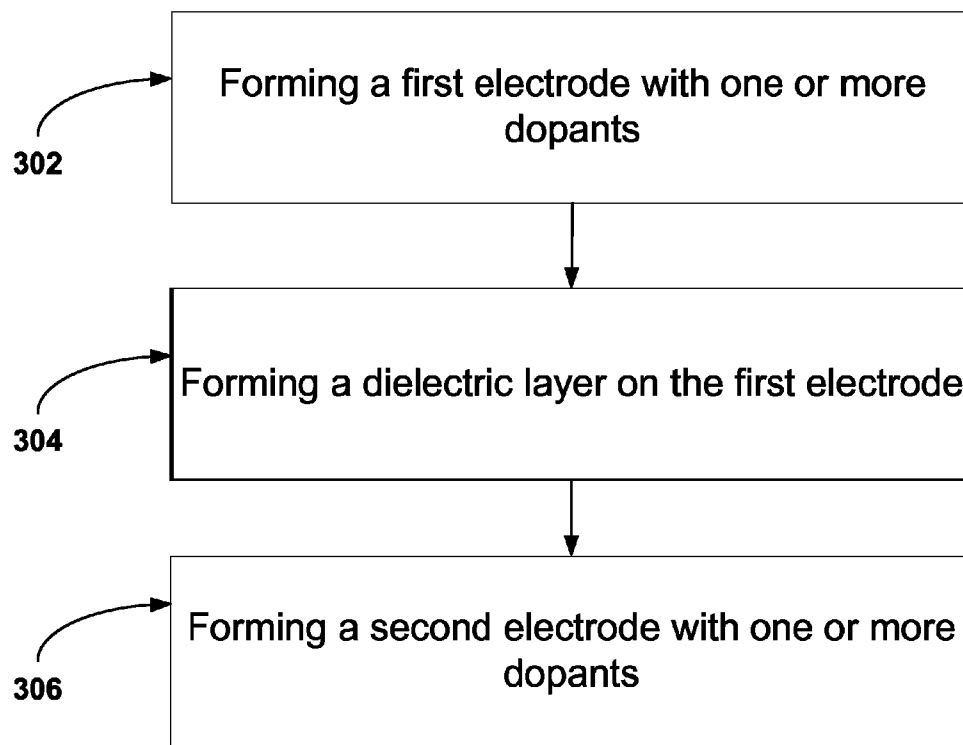 Forming a first electrode with one or more
dopants
302
Forming a dielectric layer on the first electrode
304
Forming a second electrode with one or more
dopants
306